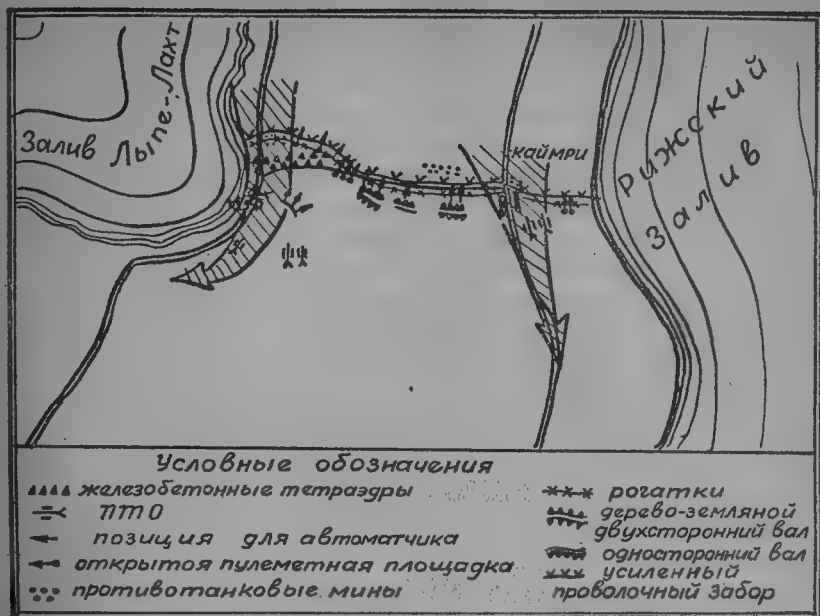 Залив Лыпе-Лахт
Каймри
Рижский
Залив
Условные обозначения
железобетонные тетраэдры
ПТО
позиция для автоматчика
открытоя пулеметная площадка
противотанковые мины
рогатки
дерево-земляной
двухсторонний вал
односторонний вал
усиленный
проволочный забор